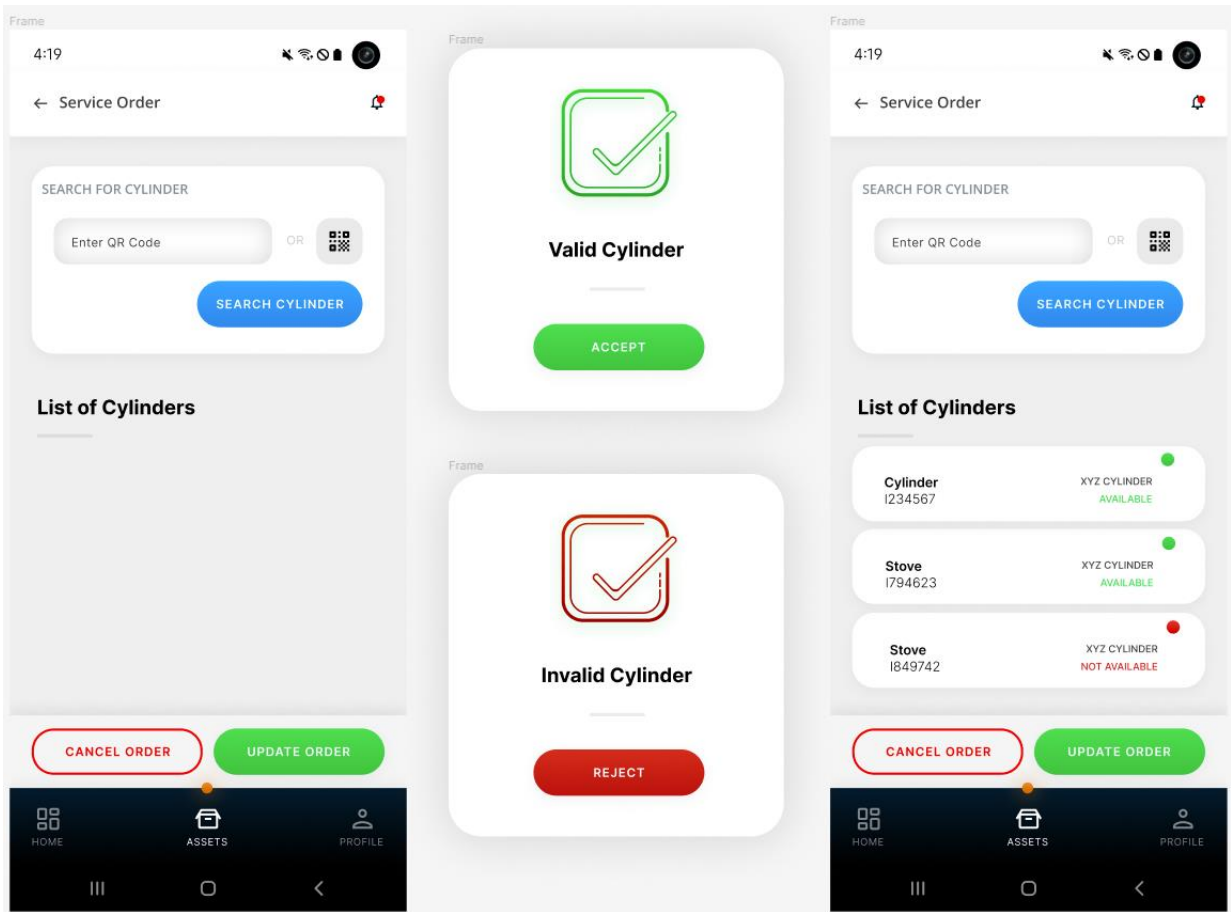 Frame
4:19
Service Order
SEARCH FOR CYLINDER
Enter QR Code
OR
SEARCH CYLINDER
List of Cylinders
CANCEL ORDER
UPDATE ORDER
HOME
ASSETS
PROFILE
Frame
Valid Cylinder
ACCEPT
Frame
Invalid Cylinder
REJECT
Frame
4:19
Service Order
SEARCH FOR CYLINDER
Enter QR Code
OR
SEARCH CYLINDER
List of Cylinders
Cylinder
I234567
XYZ CYLINDER
AVAILABLE
Stove
I794623
XYZ CYLINDER
AVAILABLE
Stove
I849742
XYZ CYLINDER
NOT AVAILABLE
CANCEL ORDER
UPDATE ORDER
HOME
ASSETS
PROFILE